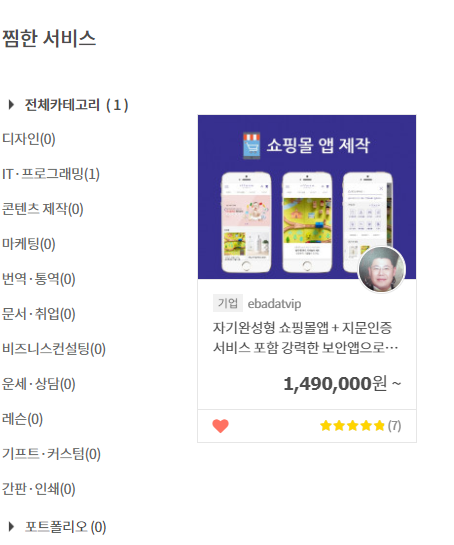 찜한 서비스
전체카테고리 ( 1 )
디자인(0)
IT·프로그래밍(1)
콘텐츠 제작(0)
마케팅(0)
번역·통역(0)
문서·취업(0)
비즈니스컨설팅(0)
운세·상담(0)
레슨(0)
기프트·커스텀(0)
간판·인쇄(0)
포트폴리오 (0)
쇼핑몰 앱 제작
기업 ebadatvip
자기완성형 쇼핑몰앱 + 지문인증
서비스 포함 강력한 보안앱으로…
1,490,000원 ~
(7)